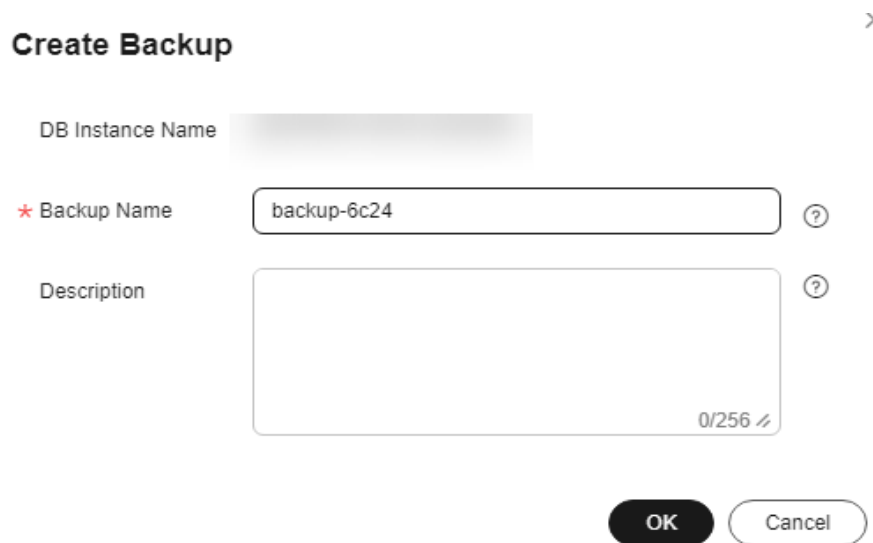 Create Backup
DB Instance Name
* Backup Name backup-6c24
Description
0/256
OK Cancel